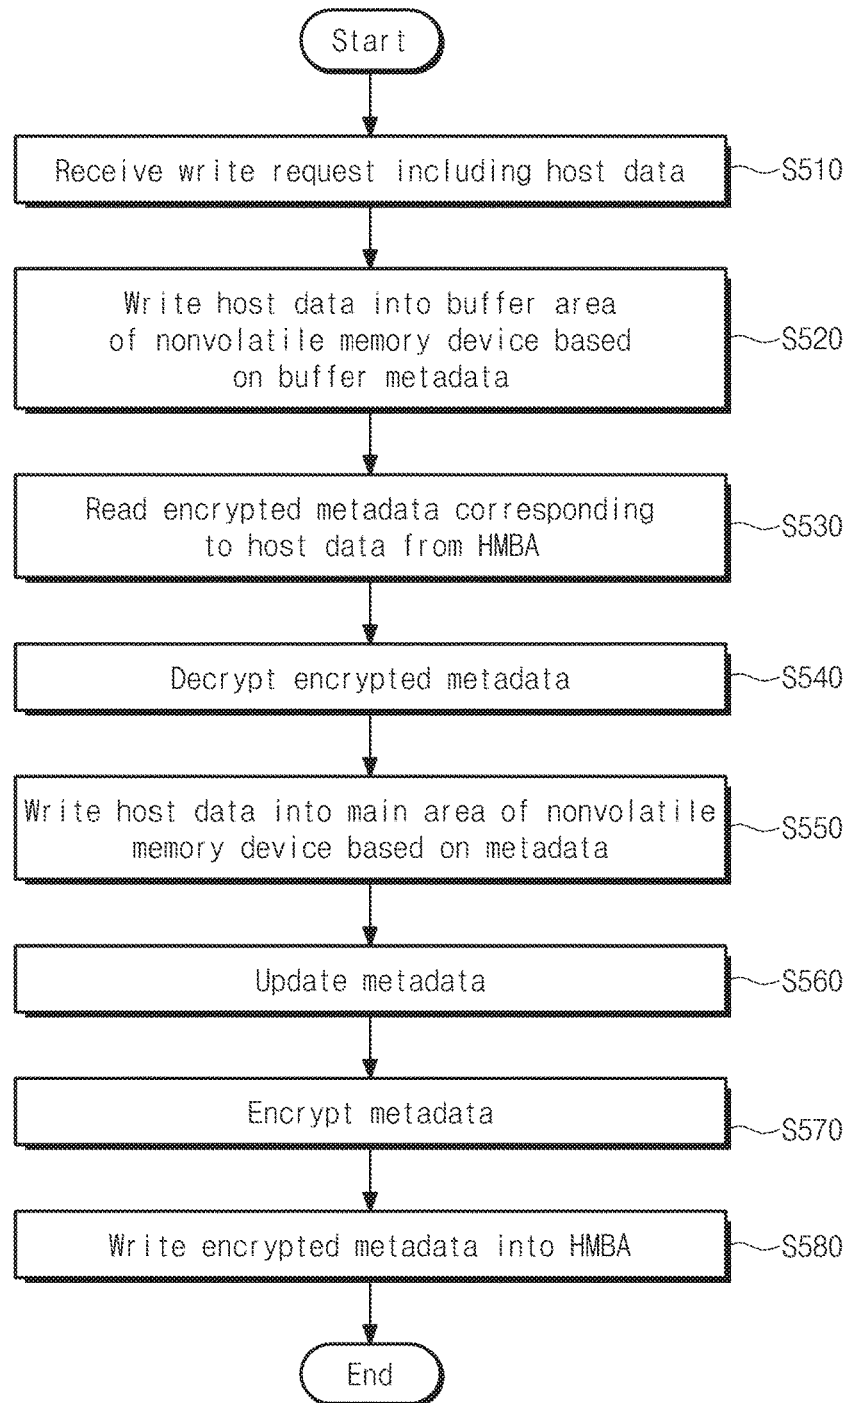 Start
Receive write request including host data
S510
Write host data into buffer area
of nonvolatile memory device based
on buffer metadata
S520
Read encrypted metadata corresponding
to host data from HMBA
S530
Decrypt encrypted metadata
S540
Write host data into main area of nonvolatile
memory device based on metadata
S550
Update metadata
S560
Encrypt metadata
S570
Write encrypted metadata into HMBA
S580
End